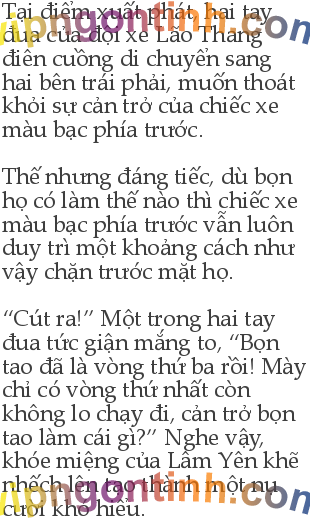 Tại điểm xuất phát, hai tay
đua của đội xe Lão Thang
điên cuồng di chuyển sang
hai bên trái phải, muốn thoát
khỏi sự cản trở của chiếc xe
màu bạc phía trước.
Thế nhưng đáng tiếc, dù bọn
họ có làm thế nào thì chiếc xe
màu bạc phía trước vẫn luôn
duy trì một khoảng cách như
vậy chặn trước mặt họ.
“Cút ra!” Một trong hai tay
đua tức giận mắng to, “Bọn
tao đã là vòng thứ ba rồi! Mày
chỉ có vòng thứ nhất còn
không lo chạy đi, cản trở bọn
tao làm cái gì?” Nghe vậy,
khóe miệng của Lâm Yên khẽ
nhếch lên tạo thành một nụ
cười khó hiểu.
vipngontinh.com
vipngontinh.com